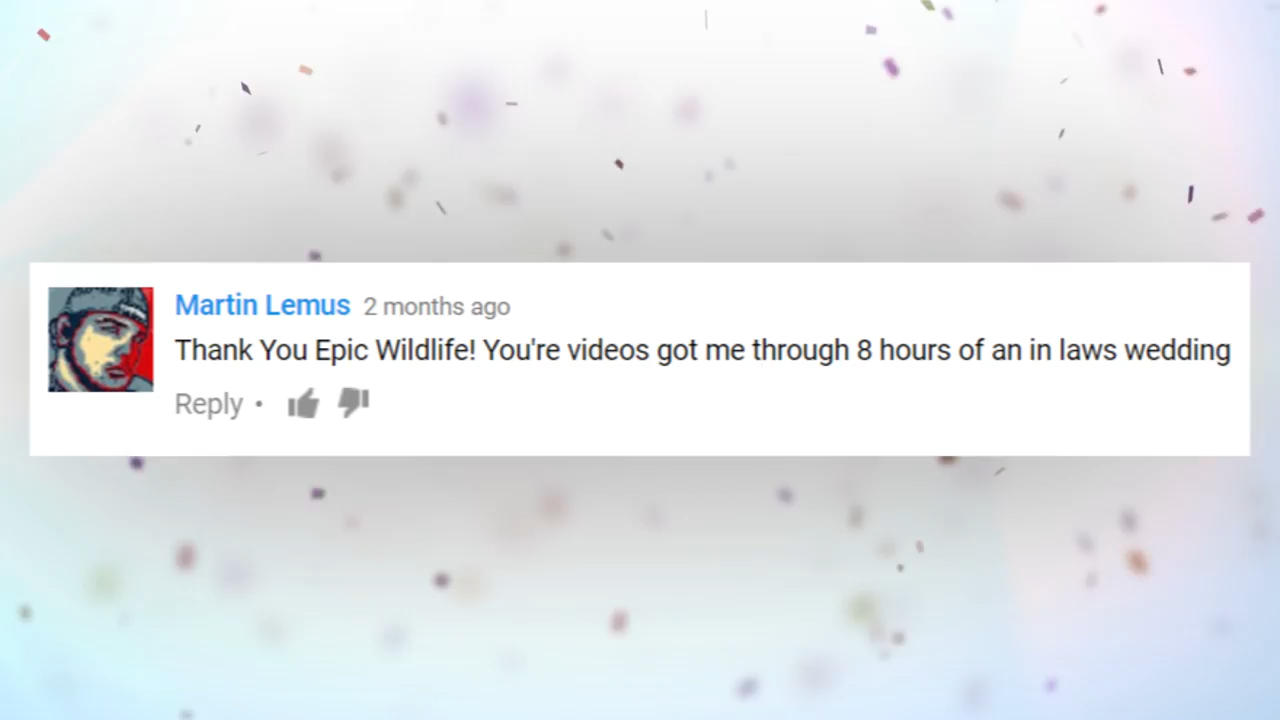 Martin Lemus 2 months ago
Thank You Epic Wildlife! You're videos got me through 8 hours of an in laws wedding
Reply •